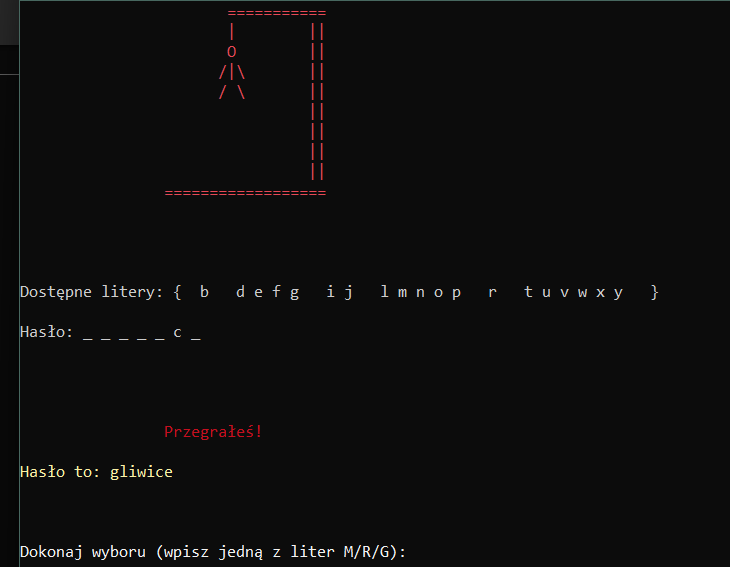 Dostępne litery: {  b   d e f g   i j   l m n o p   r   t u v w x y   }
Hasło: _ _ _ _ _ c _
Przegrałeś!
Hasło to: gliwice
Dokonaj wyboru (wpisz jedną z liter M/R/G):